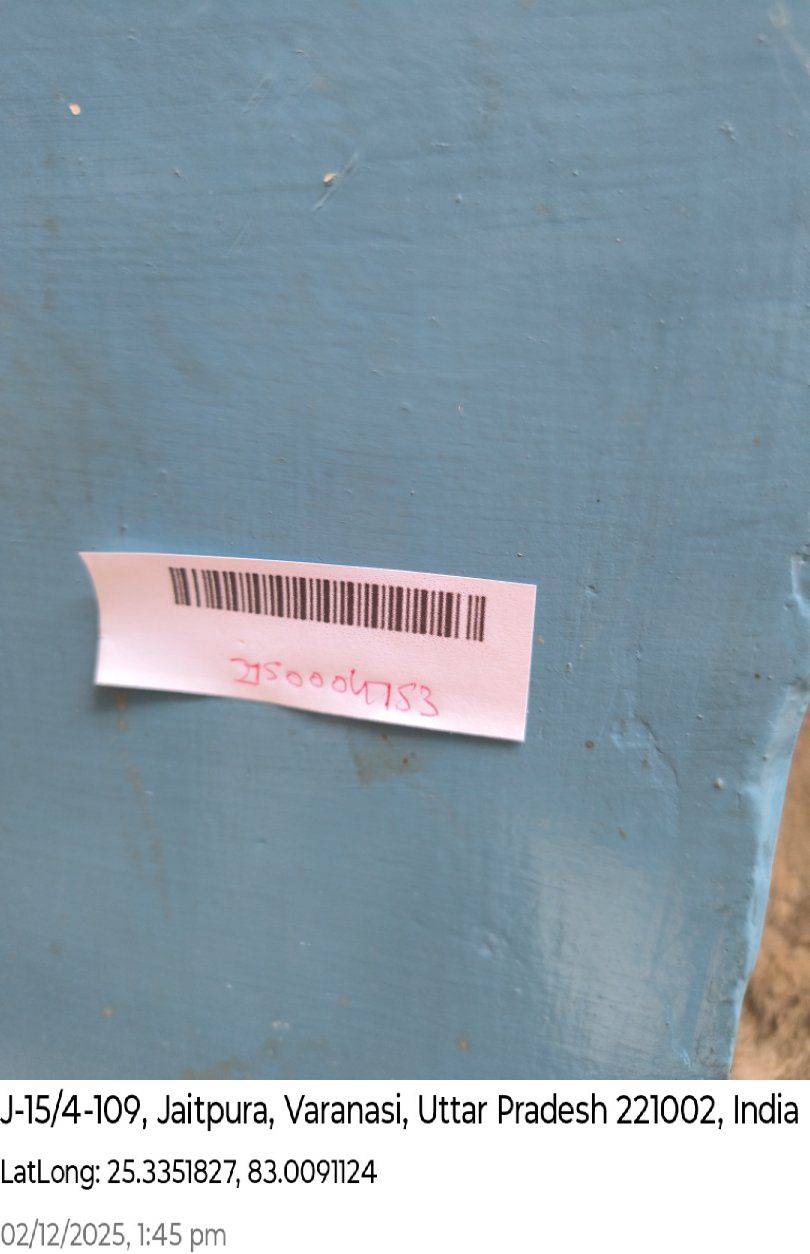 2150004753
J-15/4-109, Jaitpura, Varanasi, Uttar Pradesh 221002, India
LatLong: 25.3351827, 83.0091124
02/12/2025, 1:45 pm